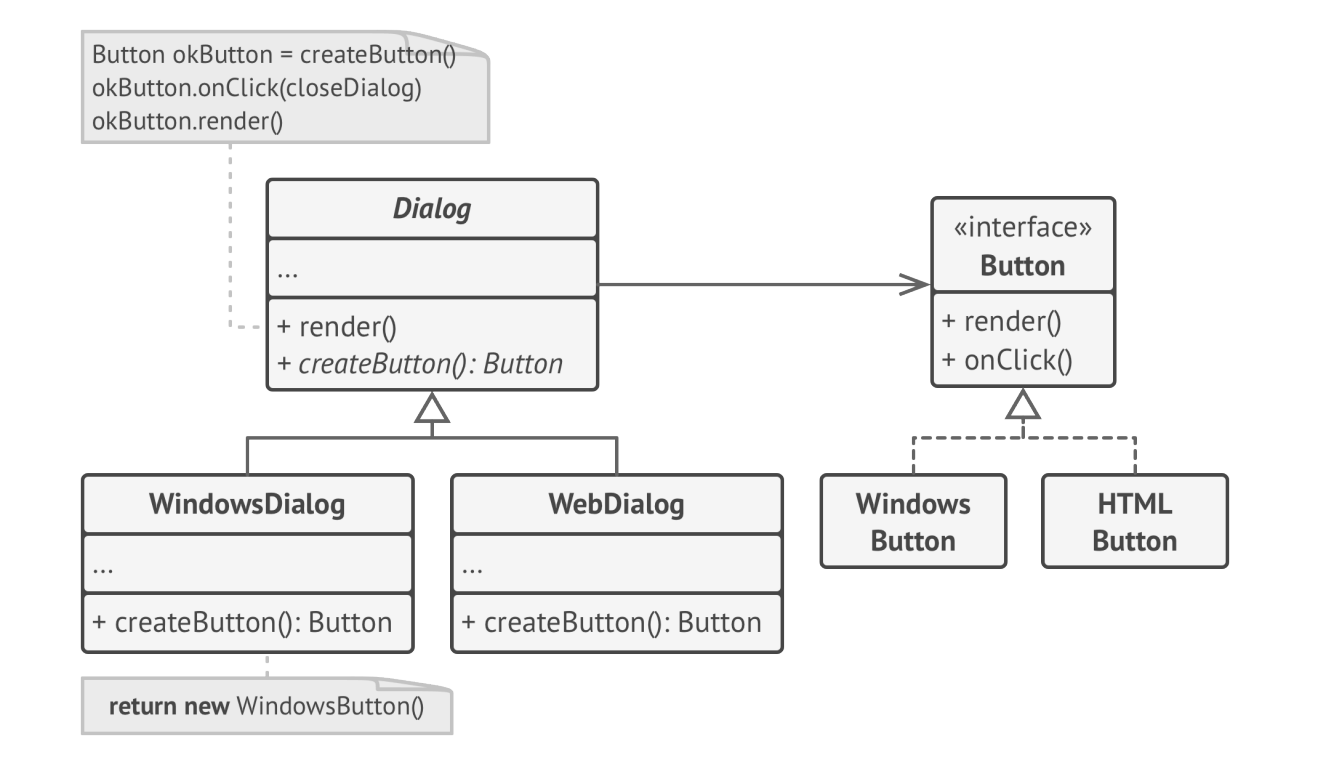 Button okButton = createButton()
okButton.onClick(closeDialog)
okButton.render()
Dialog
...
+ render()
+ createButton(): Button
«interface»
Button
+ render()
+ onClick()
WindowsDialog
...
+ createButton(): Button
WebDialog
...
+ createButton(): Button
Windows
Button
HTML
Button
return new WindowsButton()